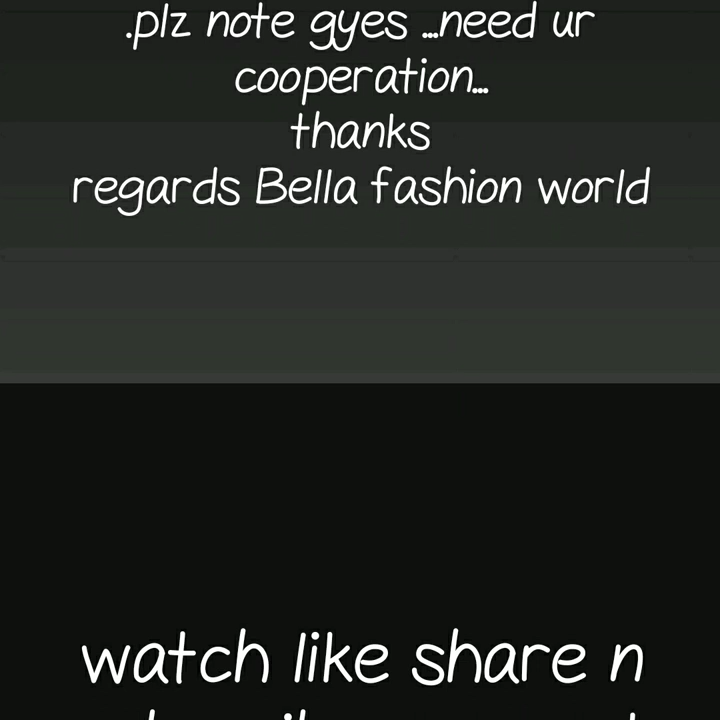 .plz note gyes ...need ur
cooperation...
thanks
regards Bella fashion world
watch like share n